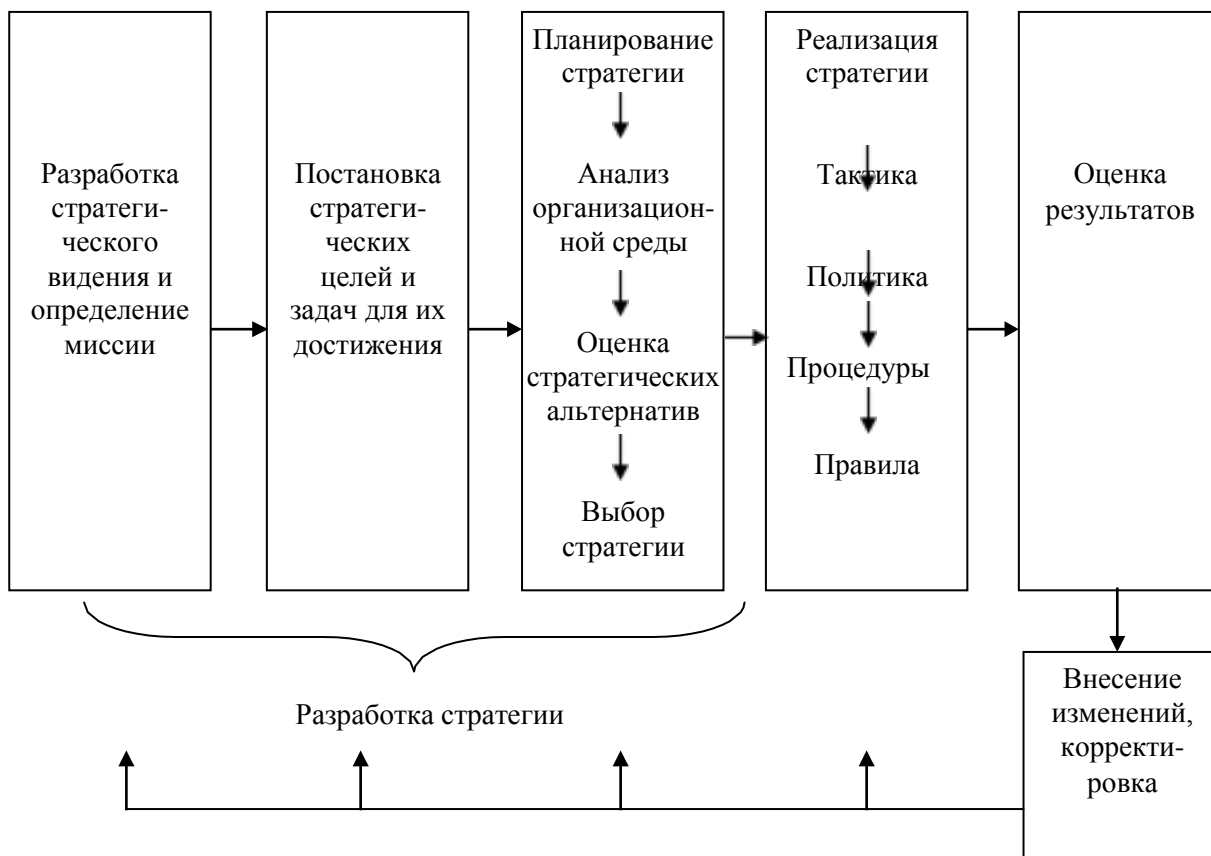 Разработка
стратеги-
ческого
видения и
определение
миссии
Постановка
стратеги-
ческих
целей и
задач для их
достижения
Планирование
стратегии
Анализ
организацион-
ной среды
Оценка
стратегических
альтернатив
Выбор
стратегии
Реализация
стратегии
Тактика
Политика
Процедуры
Правила
Оценка
результатов
Разработка стратегии
Внесение
изменений,
корректи-
ровка